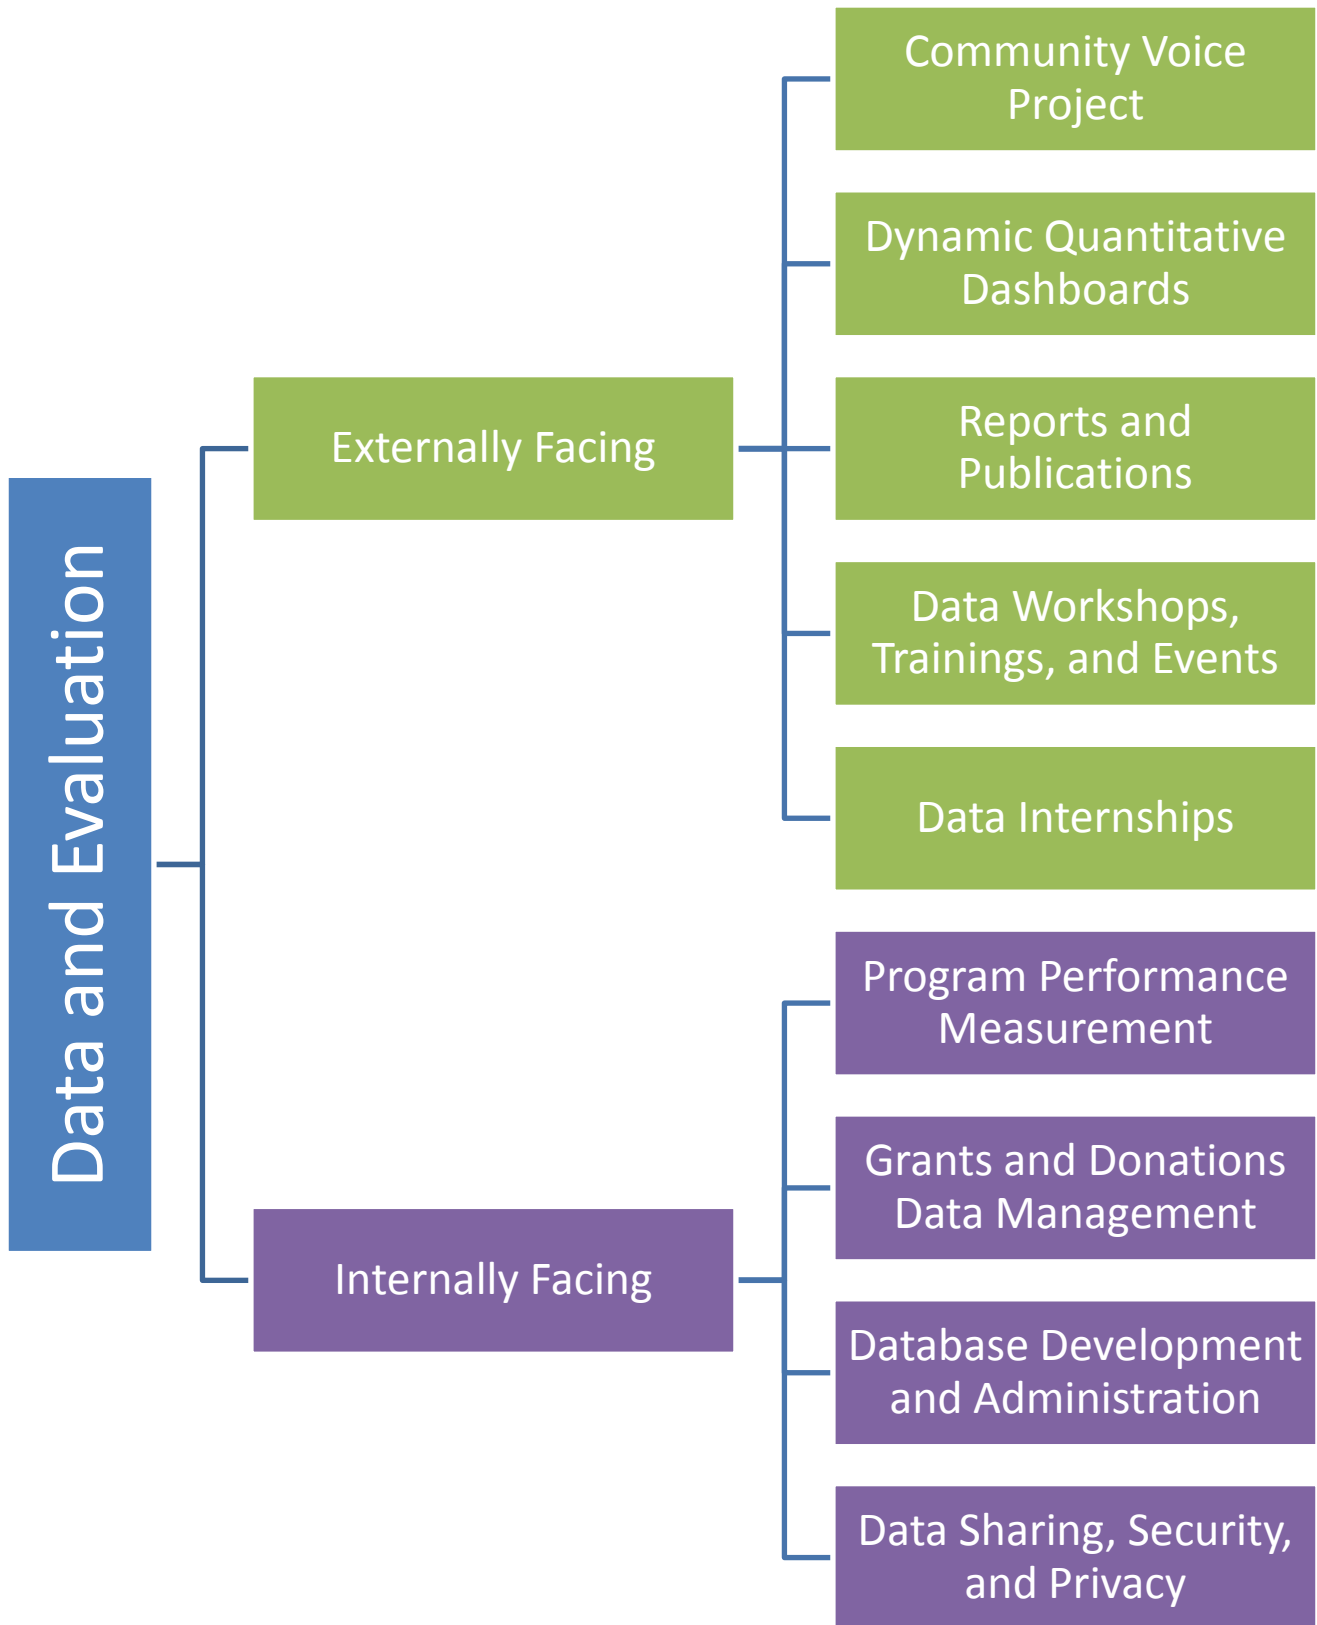 Data and Evaluation
Externally Facing
Community Voice
Project
Dynamic Quantitative
Dashboards
Reports and
Publications
Data Workshops,
Trainings, and Events
Data Internships
Internally Facing
Program Performance
Measurement
Grants and Donations
Data Management
Database Development
and Administration
Data Sharing, Security,
and Privacy